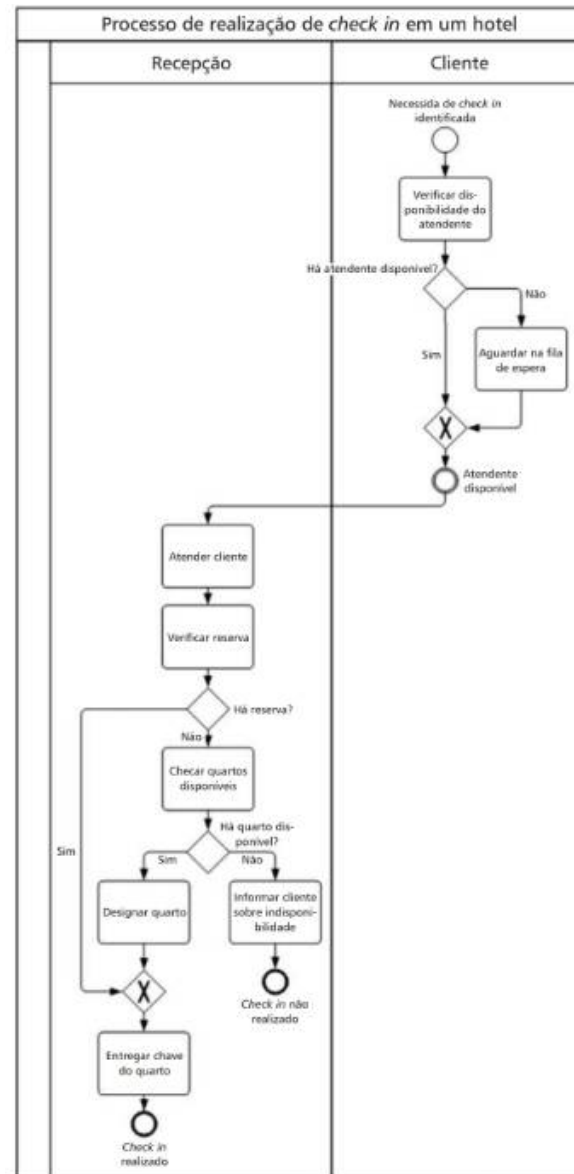 Processo de realização de check in em um hotel
Recepção
Cliente
Necessida de check in
identificada
Verificar dis-
ponibilidade do
atendente
Há atendente disponível?
Não
Sim
Aguardar na fila
de espera
X
Atendente
disponível
Atender cliente
Verificar reserva
Há reserva?
Não
Checar quartos
disponíveis
Há quarto dis-
ponível?
Sim
Sim
Não
Designar quarto
Informar cliente
sobre indisponi-
bilidade
X
Check in não
realizado
Entregar chave
do quarto
Check in
realizado